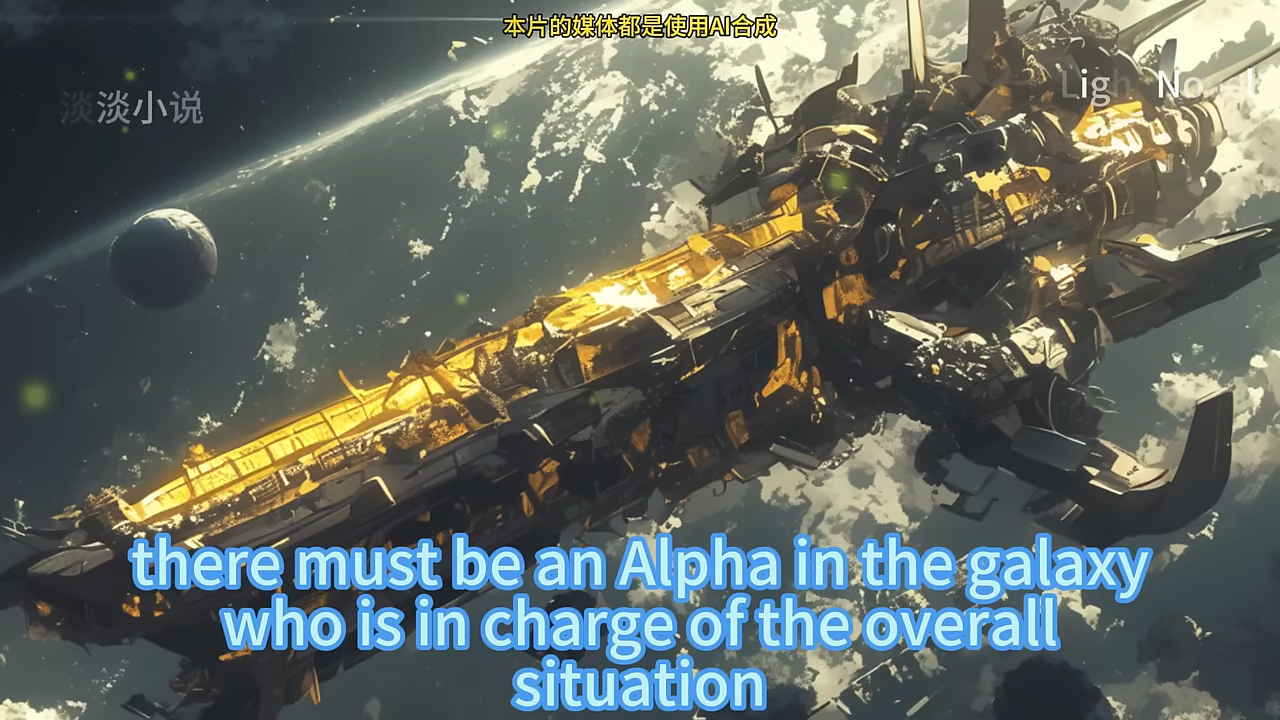 本片的媒体都是使用AI合成
淡淡小说
there must be an Alpha in the galaxy
who is in charge of the overall
situation